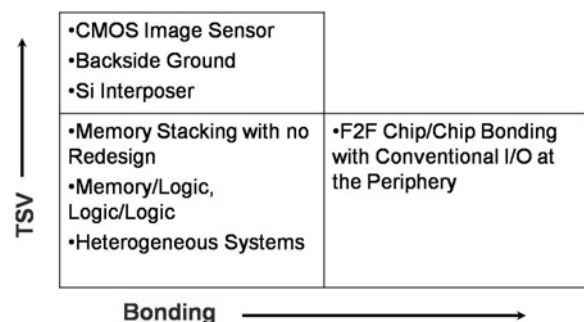 •CMOS Image Sensor
•Backside Ground
•Si Interposer
•Memory Stacking with no
Redesign
•Memory/Logic,
Logic/Logic
•Heterogeneous Systems
•F2F Chip/Chip Bonding
with Conventional I/O at
the Periphery
TSV
Bonding